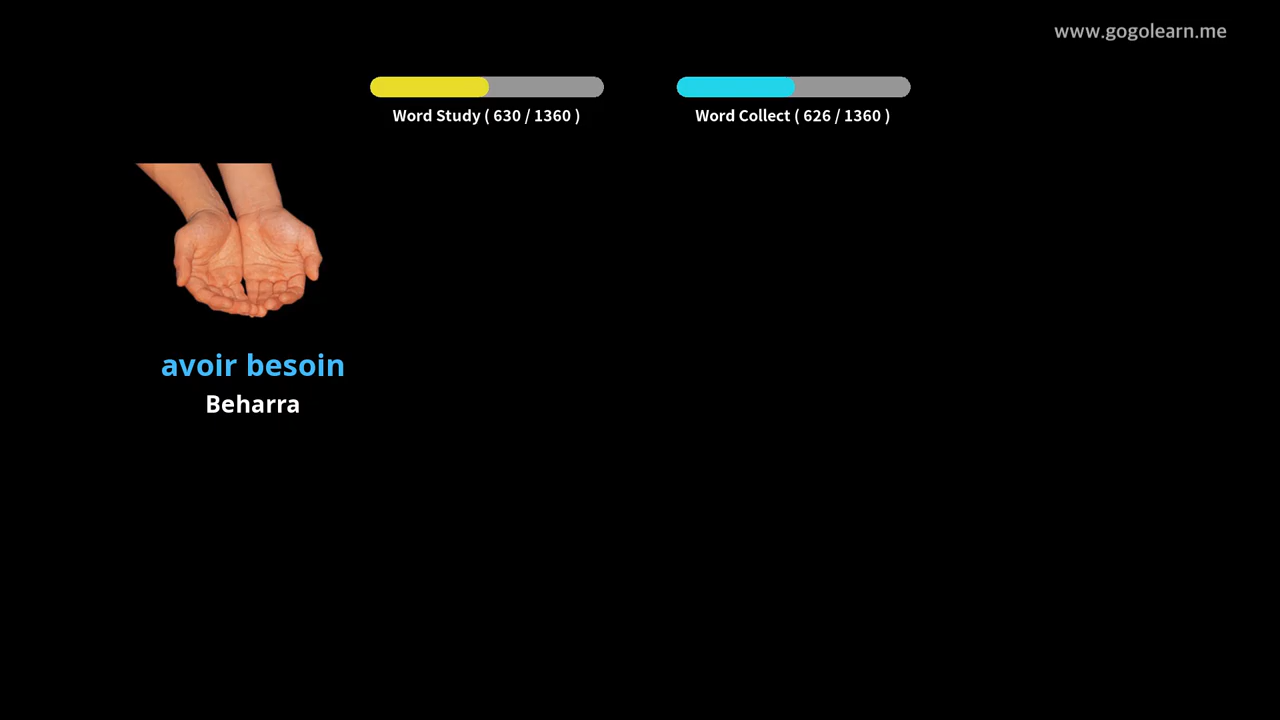 www.gogolearn.me
Word Study ( 630 / 1360 )
Word Collect ( 626 / 1360 )
avoir besoin
Beharra